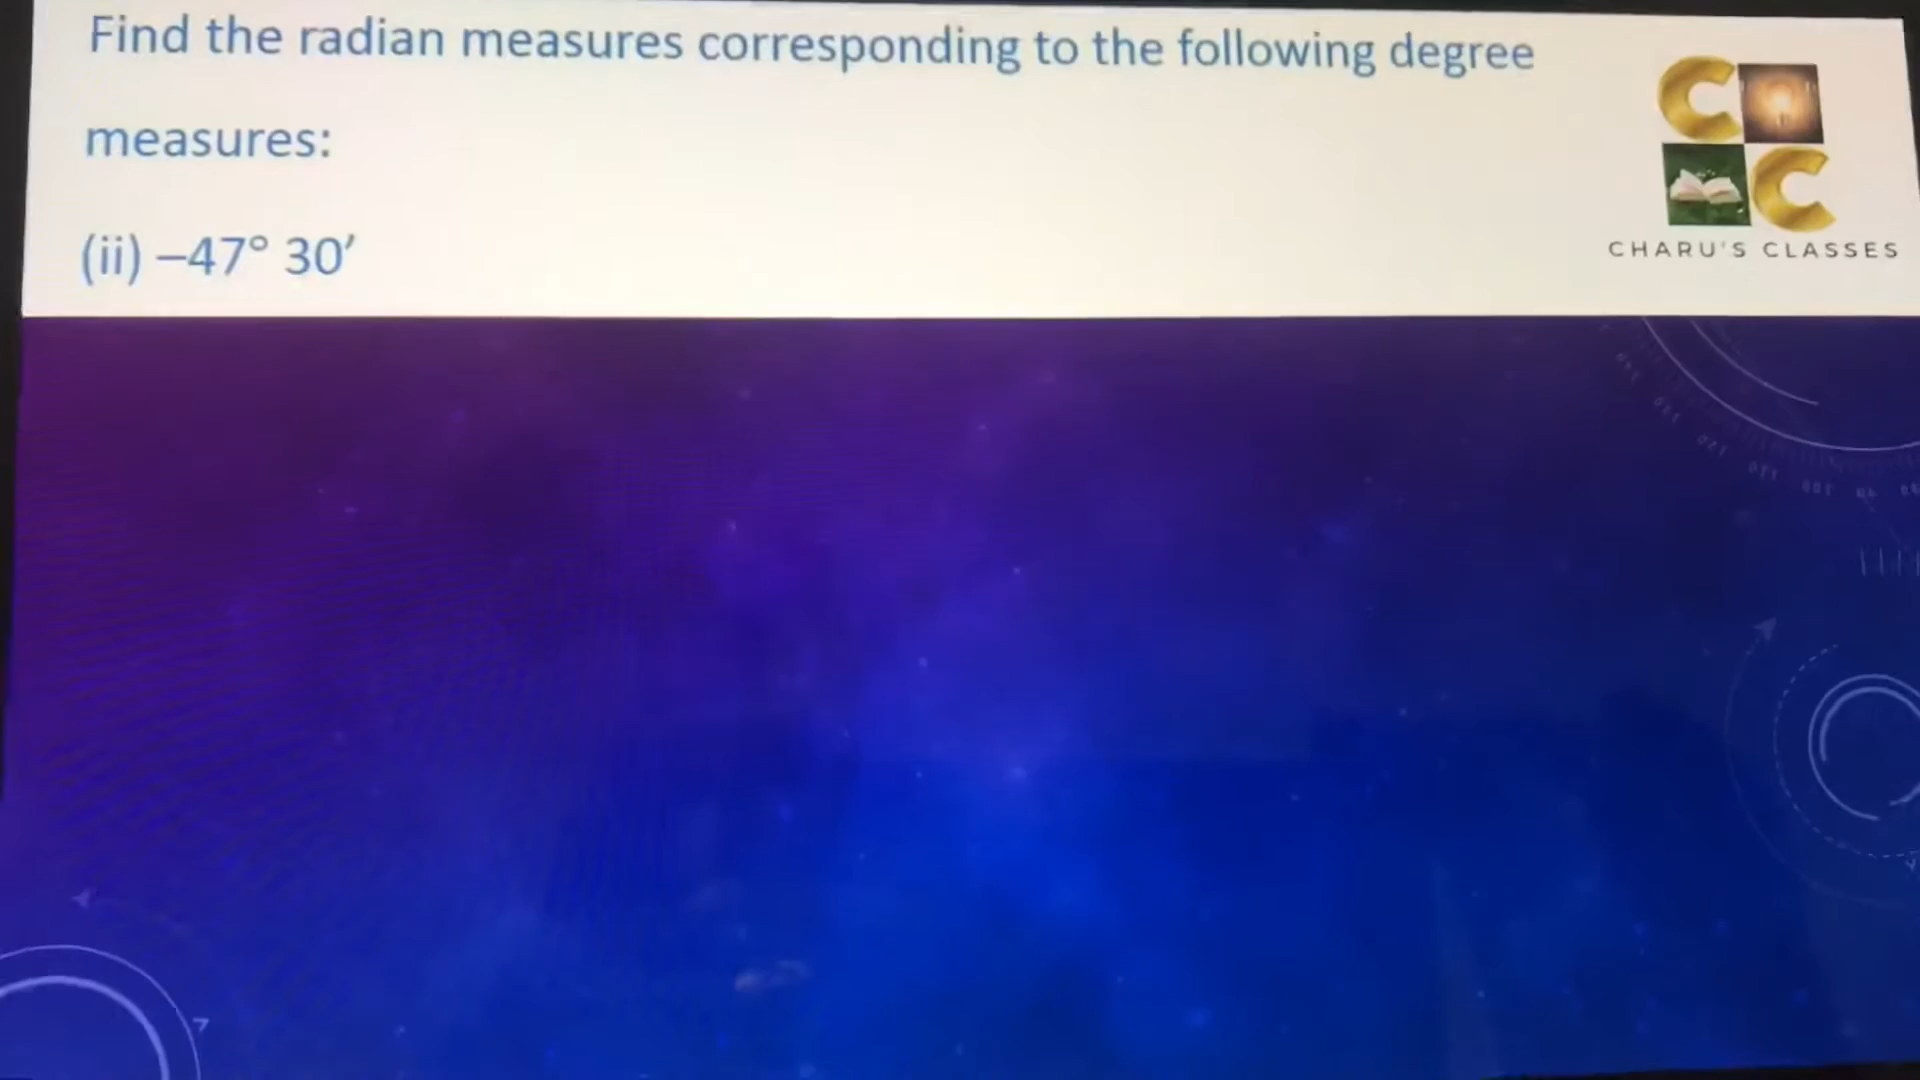 Find the radian measures corresponding to the following degree
measures:
(ii) –47° 30′
CHARU'S CLASSES